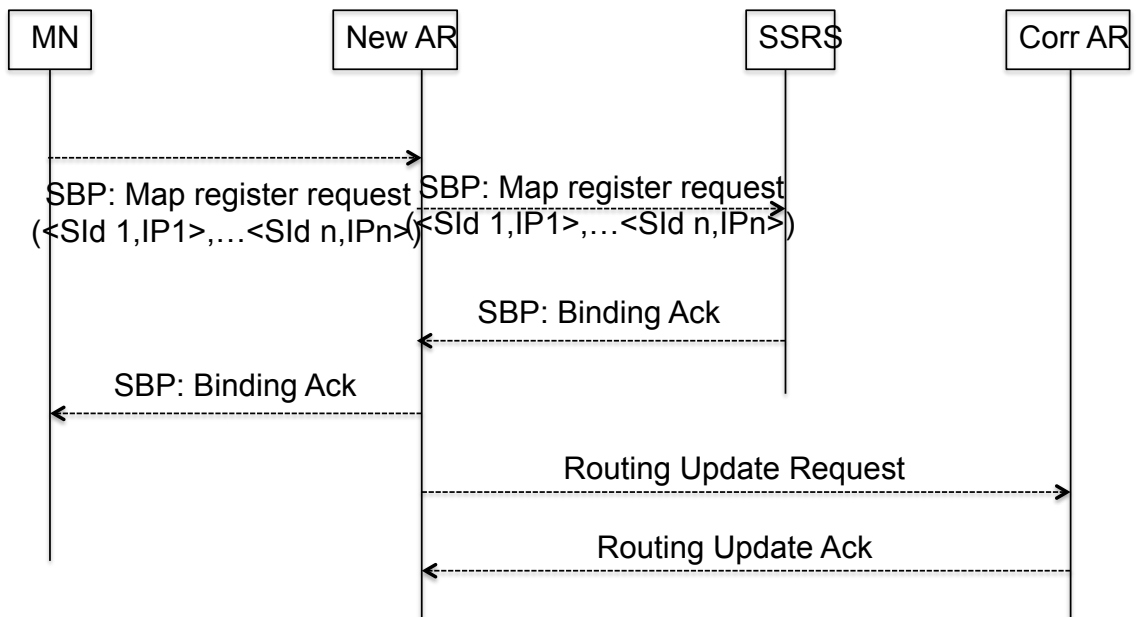 MN
New AR
SSRS
Corr AR
SBP: Map register request
(<SId 1,IP1>,…<SId n,IPn>)
SBP: Map register request
(<SId 1,IP1>,…<SId n,IPn>)
SBP: Binding Ack
SBP: Binding Ack
Routing Update Request
Routing Update Ack